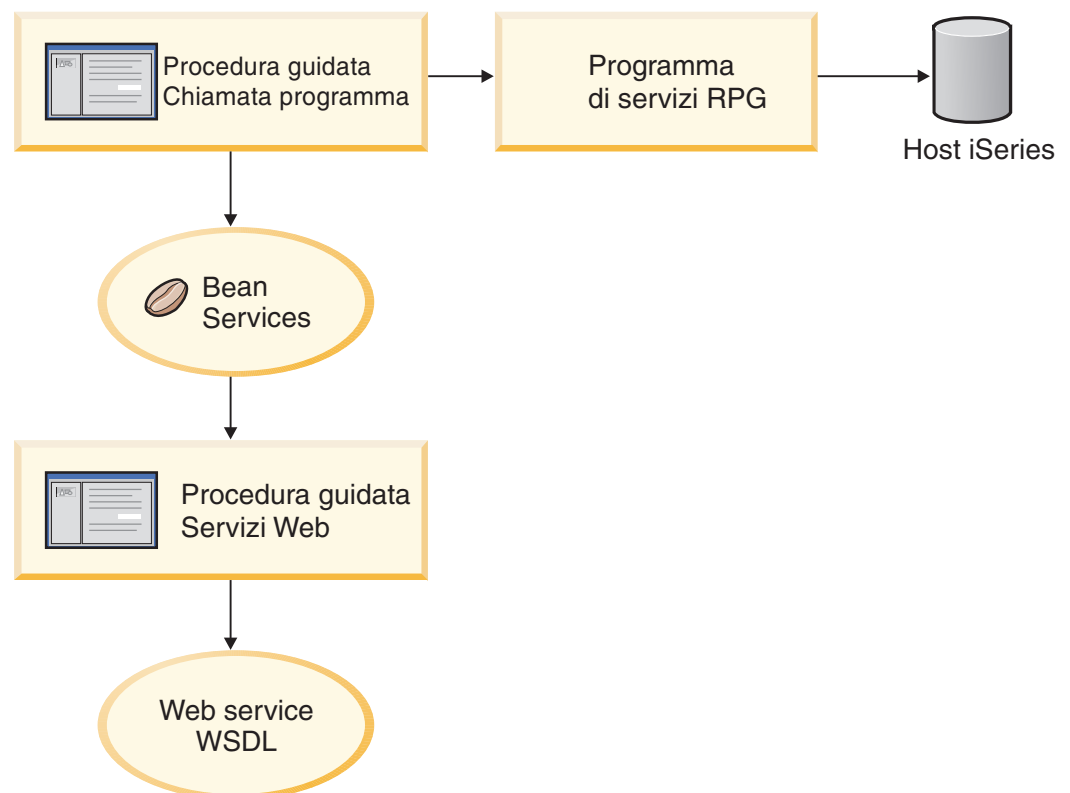 Procedura guidata
Chiamata programma
Programma
di servizi RPG
Host iSeries
Bean
Services
Procedura guidata
Servizi Web
Web service
WSDL